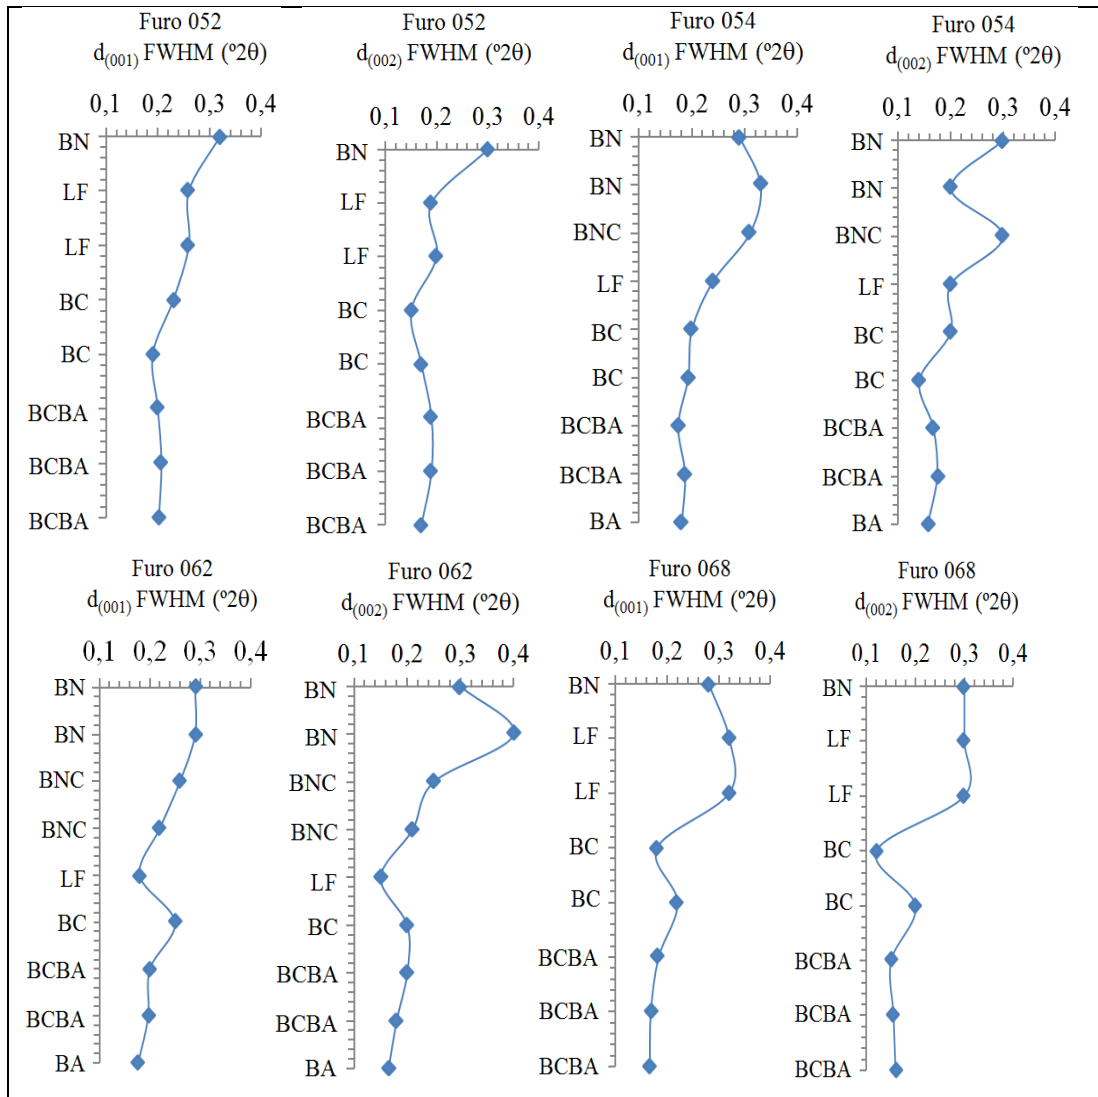 Furo 052
d(001) FWHM (º2θ)
0,1 0,2 0,3 0,4
BN
LF
LF
BC
BC
BCBA
BCBA
BCBA
Furo 052
d(002) FWHM (º2θ)
0,1 0,2 0,3 0,4
BN
LF
LF
BC
BC
BCBA
BCBA
BCBA
Furo 054
d(001) FWHM (º2θ)
0,1 0,2 0,3 0,4
BN
BN
BNC
LF
BC
BC
BCBA
BCBA
BA
Furo 054
d(002) FWHM (º2θ)
0,1 0,2 0,3 0,4
BN
BN
BNC
LF
BC
BC
BCBA
BCBA
BA
Furo 062
d(001) FWHM (º2θ)
0,1 0,2 0,3 0,4
BN
BN
BNC
BNC
LF
BC
BCBA
BCBA
BA
Furo 062
d(002) FWHM (º2θ)
0,1 0,2 0,3 0,4
BN
BN
BNC
BNC
LF
BC
BCBA
BCBA
BA
Furo 068
d(001) FWHM (º2θ)
0,1 0,2 0,3 0,4
BN
LF
LF
BC
BC
BCBA
BCBA
BCBA
Furo 068
d(002) FWHM (º2θ)
0,1 0,2 0,3 0,4
BN
LF
LF
BC
BC
BCBA
BCBA
BCBA